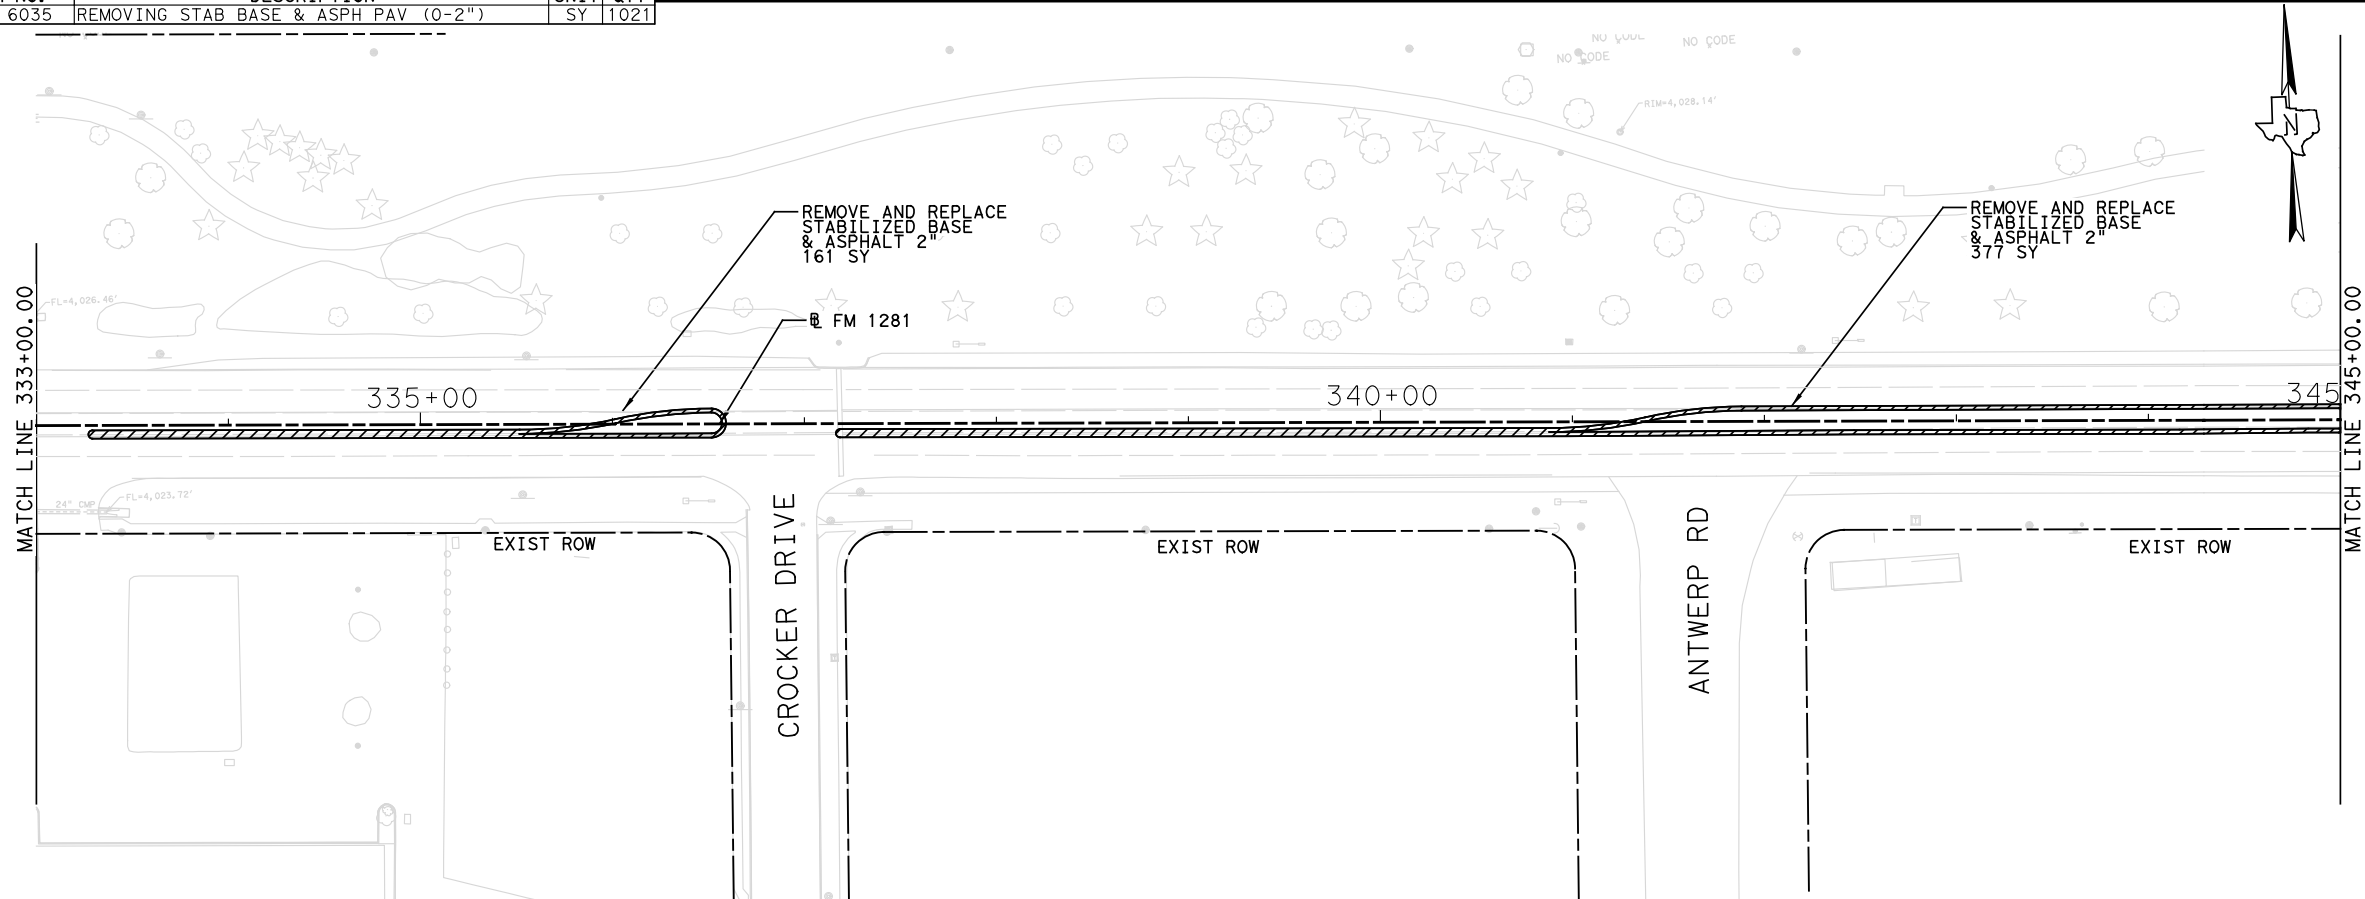 6035 REMOVING STAB BASE & ASPH PAV (0-2") SY 1021
NO CODE
NO CODE
RIM=4,028.14'
N
REMOVE AND REPLACE
STABILIZED BASE
& ASPHALT 2"
161 SY
REMOVE AND REPLACE
STABILIZED BASE
& ASPHALT 2"
377 SY
FL=4,026.46'
FM 1281
MATCH LINE 333+00.00
335+00
340+00
345
MATCH LINE 345+00.00
24" CMP
FL=4,023.72'
EXIST ROW
CROCKER DRIVE
EXIST ROW
ANTWERP RD
EXIST ROW